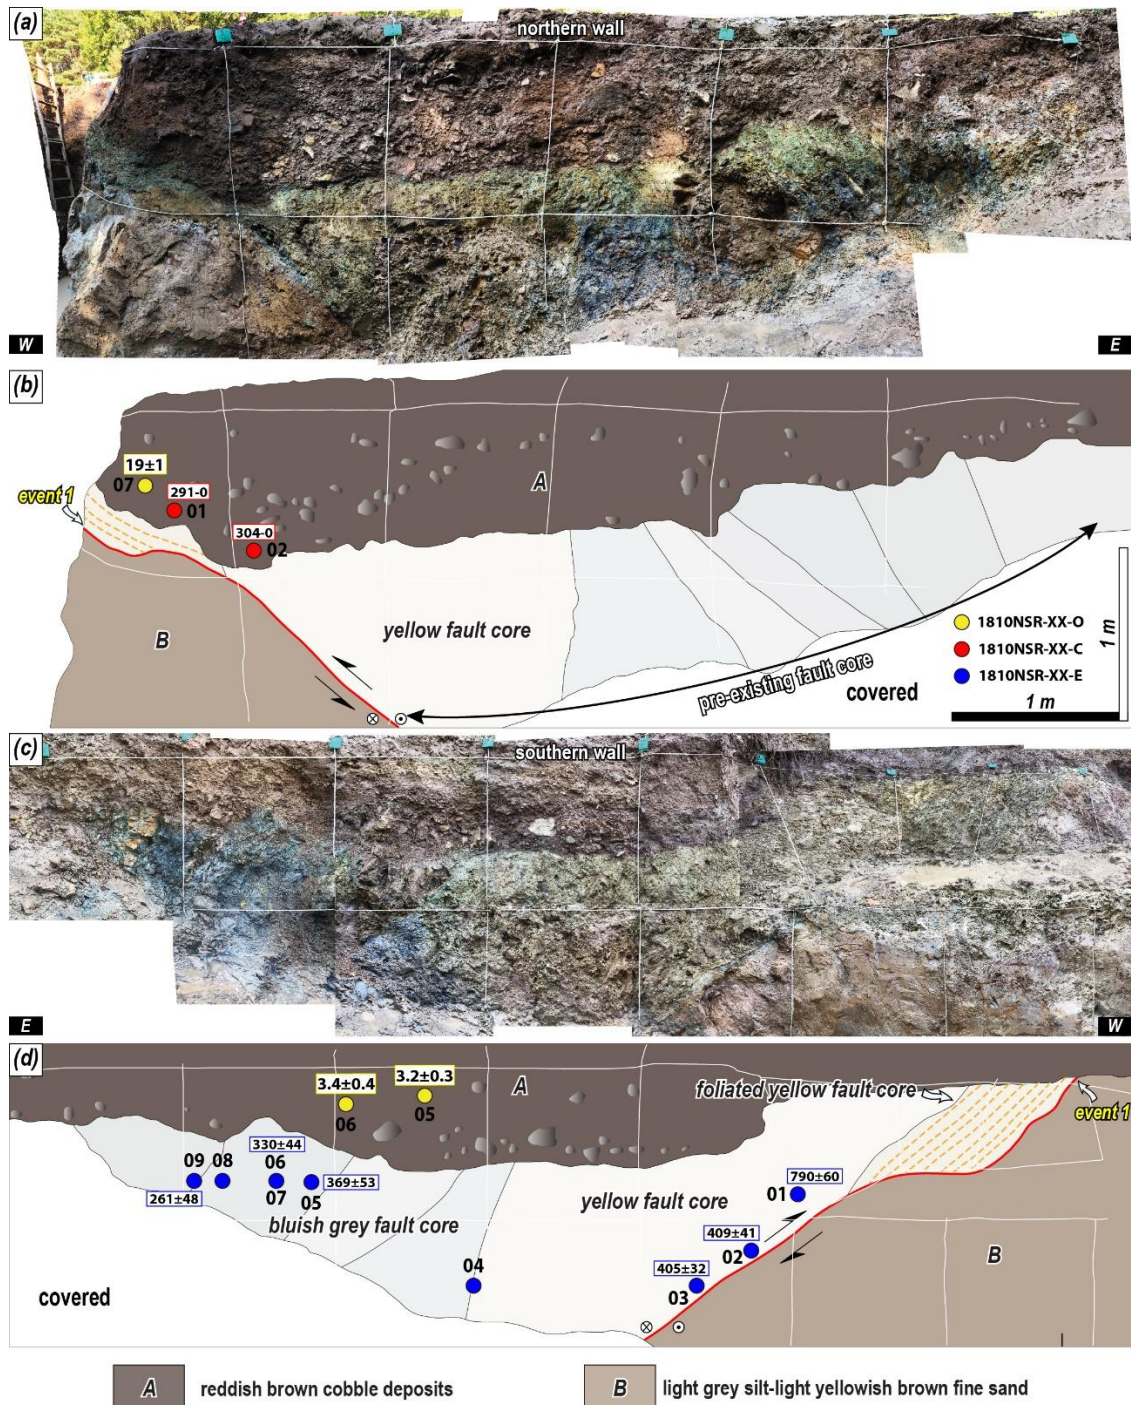 (a)
northern wall
W
E
(b)
19±1
07
event 1
291-0
01
304-0
02
A
B
yellow fault core
pre-existing fault core
covered
1810NSR-XX-O
1810NSR-XX-C
1810NSR-XX-E
1 m
1 m
(c)
southern wall
E
W
(d)
3.4±0.4
06
3.2±0.3
05
A
foliated yellow fault core
event 1
330±44
09
08
06
07
05
369±53
261±48
bluish grey fault core
yellow fault core
790±60
01
409±41
02
405±32
03
04
B
covered
A
reddish brown cobble deposits
B
light grey silt-light yellowish brown fine sand